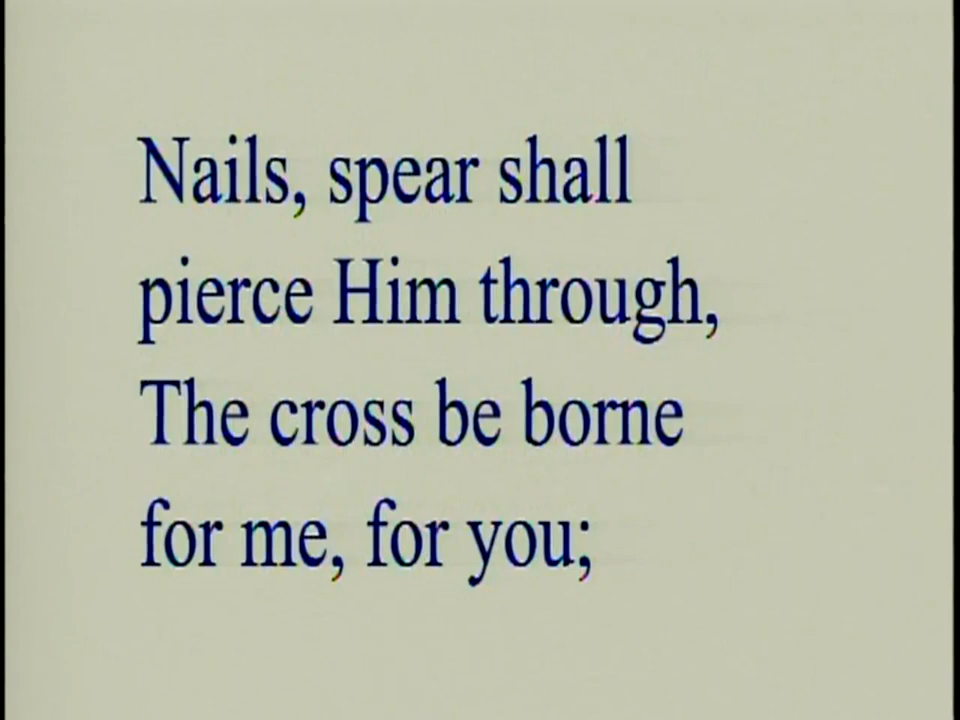 Nails, spear shall
pierce Him through,
The cross be borne
for me, for you;